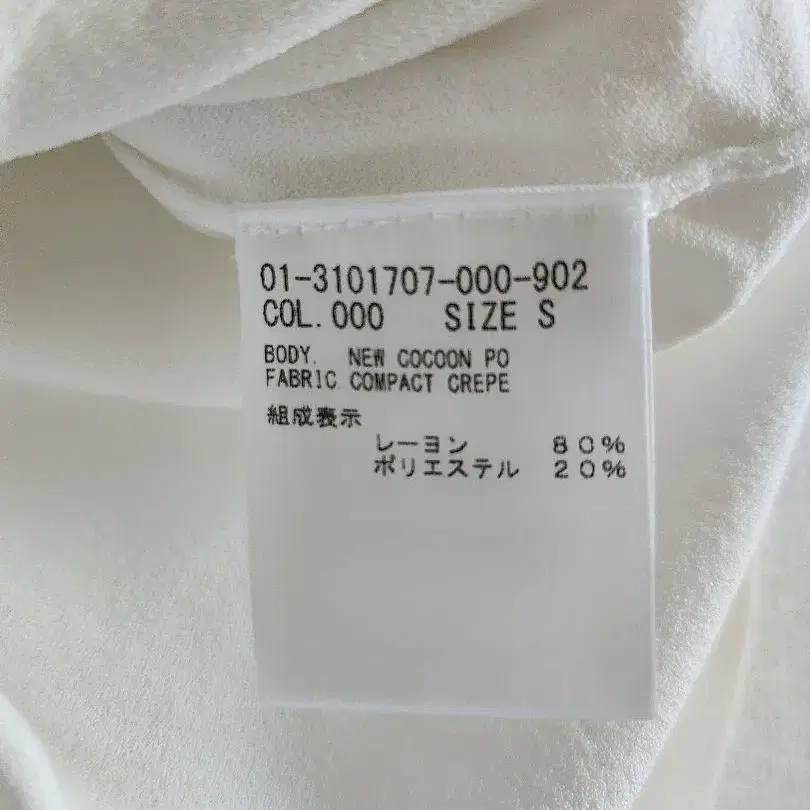 01-3101707-000-902
COL.000 SIZE S
BODY. NEW COCOON PO
FABRIC COMPACT CREPE
組成表示
レーヨン 80%
ポリエステル 20%